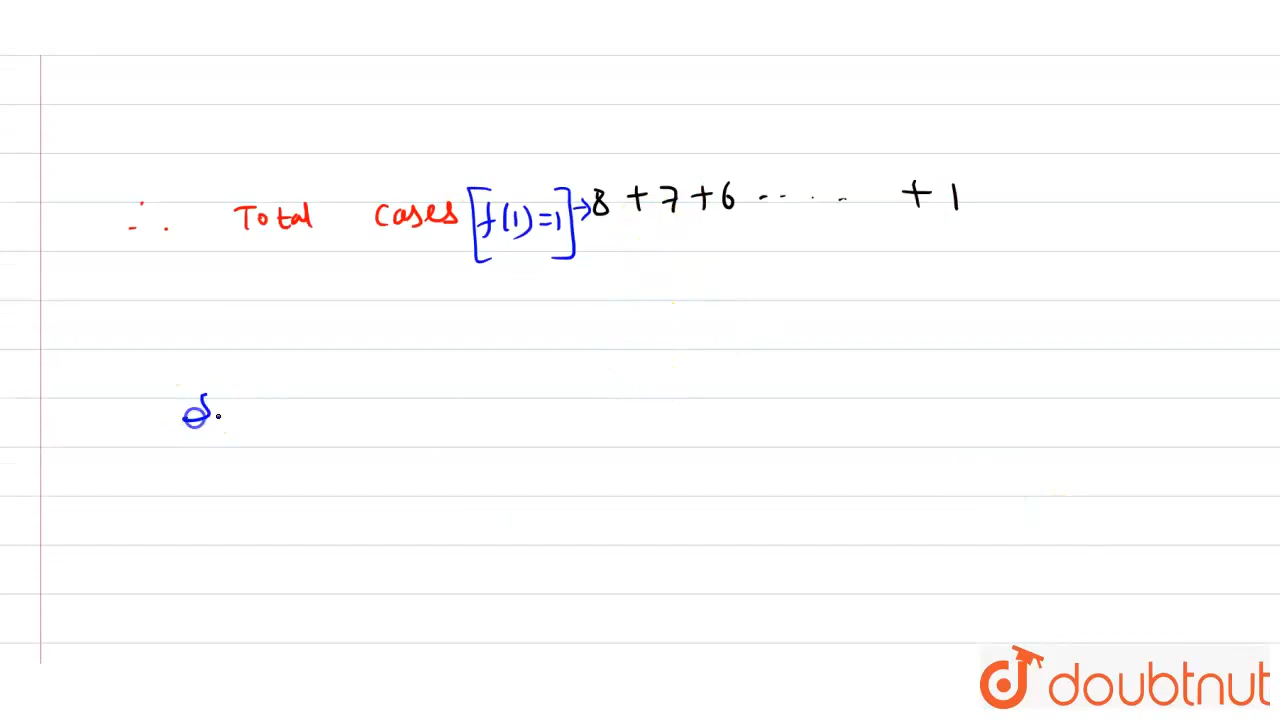 ∴ Total cases [f(1)=1]→ 8 + 7 + 6 ..... + 1
doubtnut